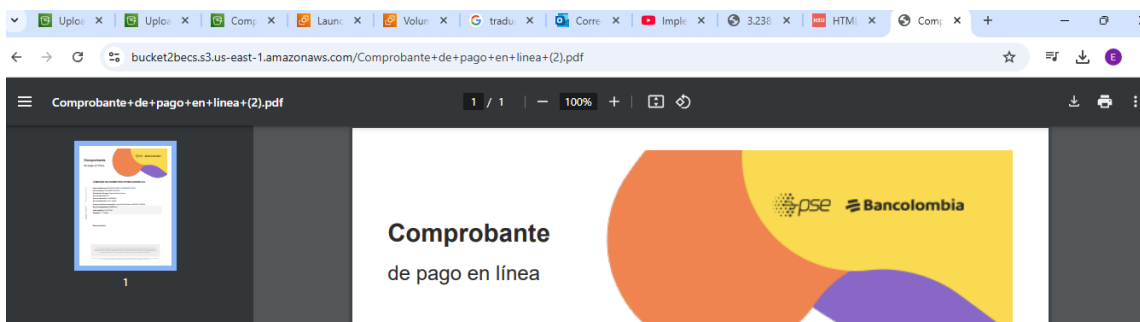 Uploa
Uploa
Comp
Laun
Volun
tradu
Corre
Imple
3.238
HSU HTML
Comp
bucket2becs.s3.us-east-1.amazonaws.com/Comprobante+de+pago+en+linea+(2).pdf
E
Comprobante+de+pago+en+linea+(2).pdf
1 / 1
100%
pse Bancolombia
Comprobante
de pago en línea
1